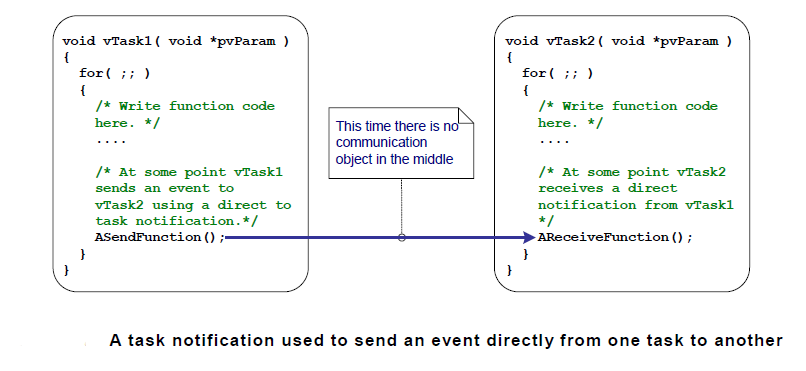 void vTask1( void *pvParam )
{
for( ;; )
{
/* Write function code
here. */
....
/* At some point vTask1
sends an event to
vTask2 using a direct to
task notification.*/
ASendFunction();
}
}
This time there is no
communication
object in the middle
void vTask2( void *pvParam )
{
for( ;; )
{
/* Write function code
here. */
....
/* At some point vTask2
receives a direct
notification from vTask1
*/
AReceiveFunction();
}
}
A task notification used to send an event directly from one task to another